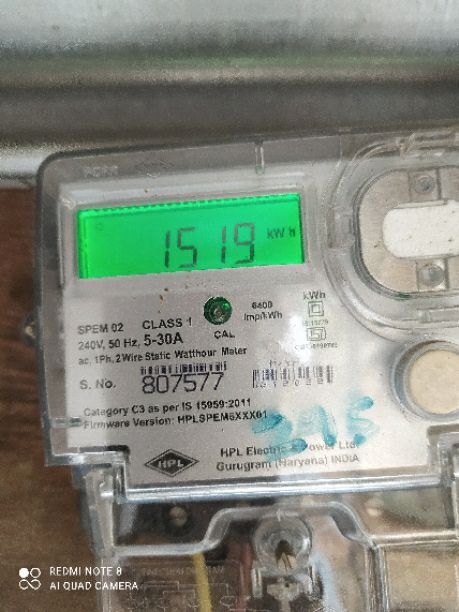 1519 kWh
SPEM 02 CLASS 1 6400 imp/kWh kWh
240V, 50 Hz, 5-30A CAL
ac, 1Ph, 2Wire Static Watthour Meter
S. No. 807577
Category C3 as per IS 15959:2011
Firmware Version: HPLSPEM6XXX01
HPL Electric & Power Ltd.
Gurugram (Haryana) INDIA
HPL
REDMI NOTE 8
AI QUAD CAMERA